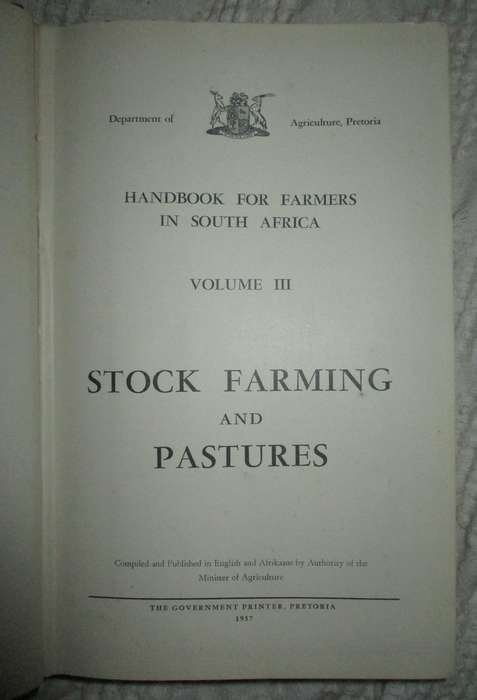 Department of Agriculture, Pretoria
HANDBOOK FOR FARMERS
IN SOUTH AFRICA
VOLUME III
STOCK FARMING
AND
PASTURES
Compiled and Published in English and Afrikaans by Authority of the
Minister of Agriculture
THE GOVERNMENT PRINTER, PRETORIA
1957